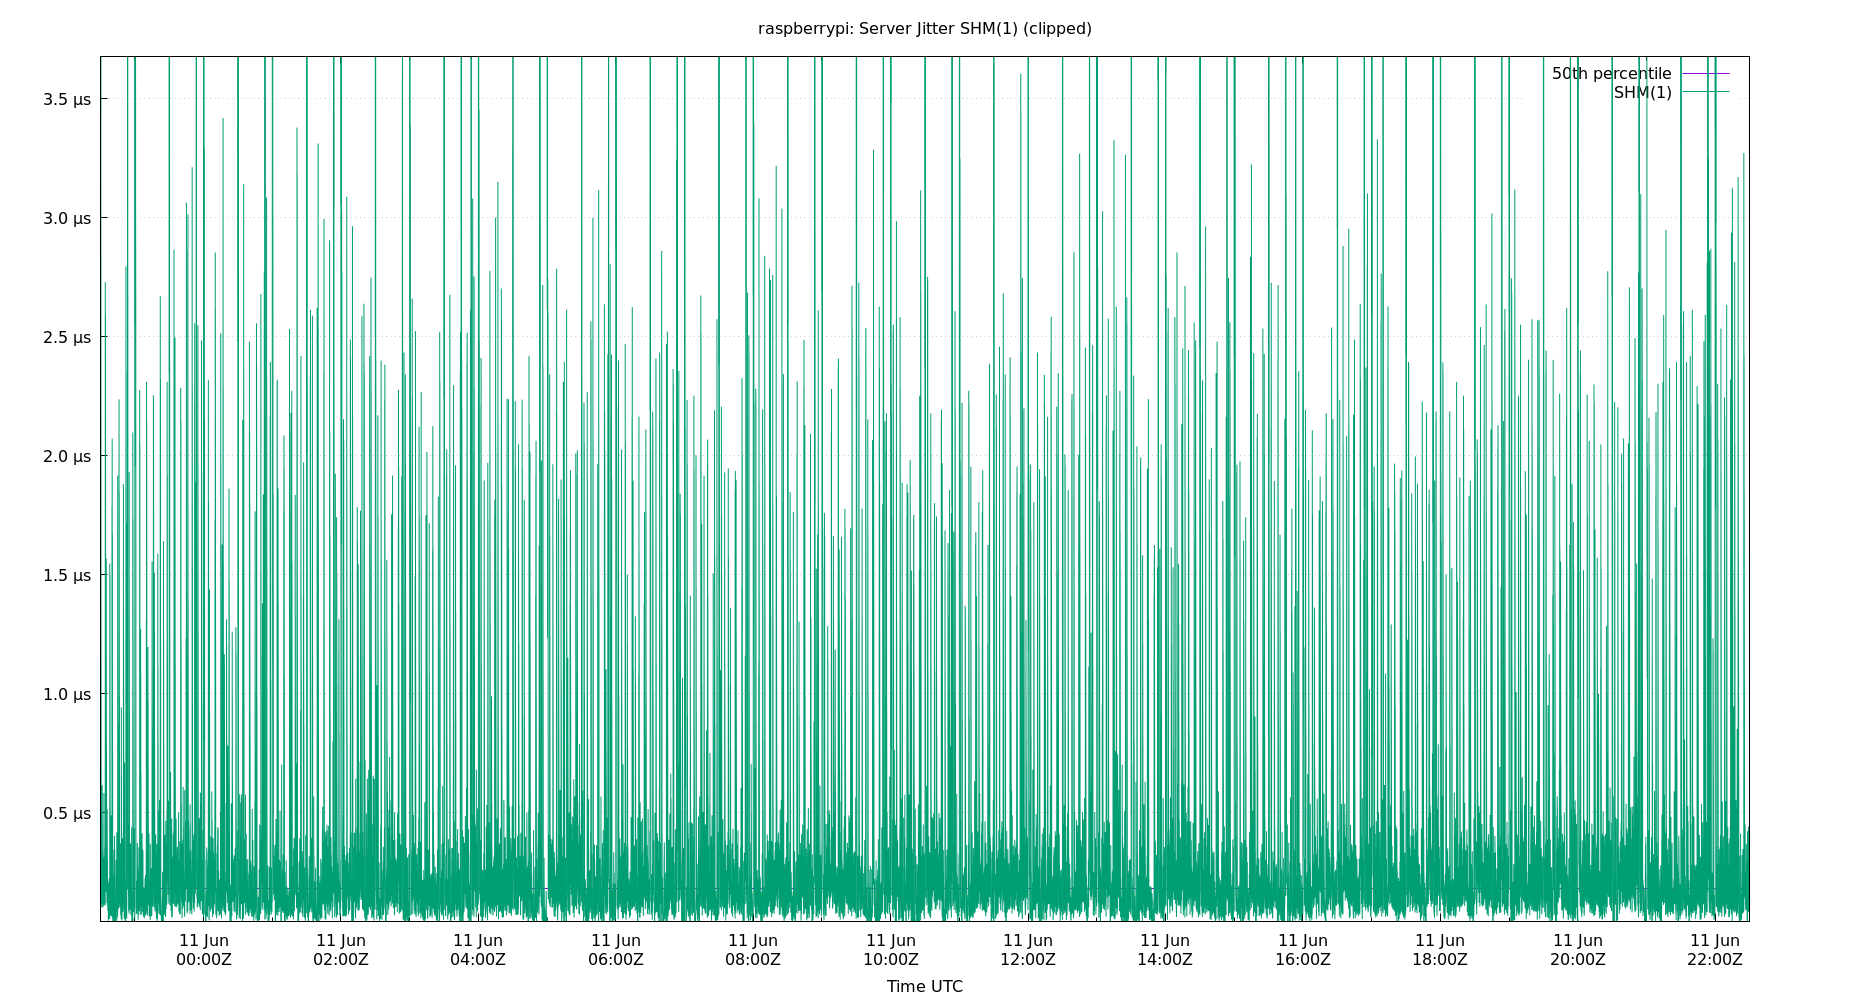 raspberrypi: Server Jitter SHM(1) (clipped)
50th percentile
SHM(1)
3.5 µs
3.0 µs
2.5 µs
2.0 µs
1.5 µs
1.0 µs
0.5 µs
11 Jun 11 Jun 11 Jun 11 Jun 11 Jun 11 Jun 11 Jun 11 Jun 11 Jun 11 Jun 11 Jun 11 Jun
00:00Z 02:00Z 04:00Z 06:00Z 08:00Z 10:00Z 12:00Z 14:00Z 16:00Z 18:00Z 20:00Z 22:00Z
Time UTC